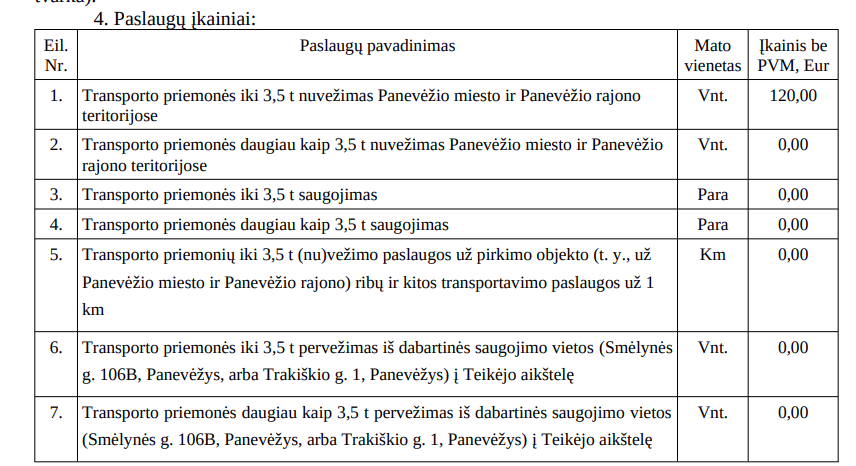 4. Paslaugų įkainiai:
Eil. Nr. Paslaugų pavadinimas Mato vienetas Įkainis be PVM, Eur
1. Transporto priemonės iki 3,5 t nuvežimas Panevėžio miesto ir Panevėžio rajono Vnt. 120,00
teritorijose
2. Transporto priemonės daugiau kaip 3,5 t nuvežimas Panevėžio miesto ir Panevėžio Vnt. 0,00
rajono teritorijose
3. Transporto priemonės iki 3,5 t saugojimas Para 0,00
4. Transporto priemonės daugiau kaip 3,5 t saugojimas Para 0,00
5. Transporto priemonių iki 3,5 t (nu)vežimo paslaugos už pirkimo objekto (t. y., už Km 0,00
Panevėžio miesto ir Panevėžio rajono) ribų ir kitos transportavimo paslaugos už 1
km
6. Transporto priemonės iki 3,5 t pervežimas iš dabartinės saugojimo vietos (Smėlynės Vnt. 0,00
g. 106B, Panevėžys, arba Trakiškio g. 1, Panevėžys) į Teikėjo aikštelę
7. Transporto priemonės daugiau kaip 3,5 t pervežimas iš dabartinės saugojimo vietos Vnt. 0,00
(Smėlynės g. 106B, Panevėžys, arba Trakiškio g. 1, Panevėžys) į Teikėjo aikštelę